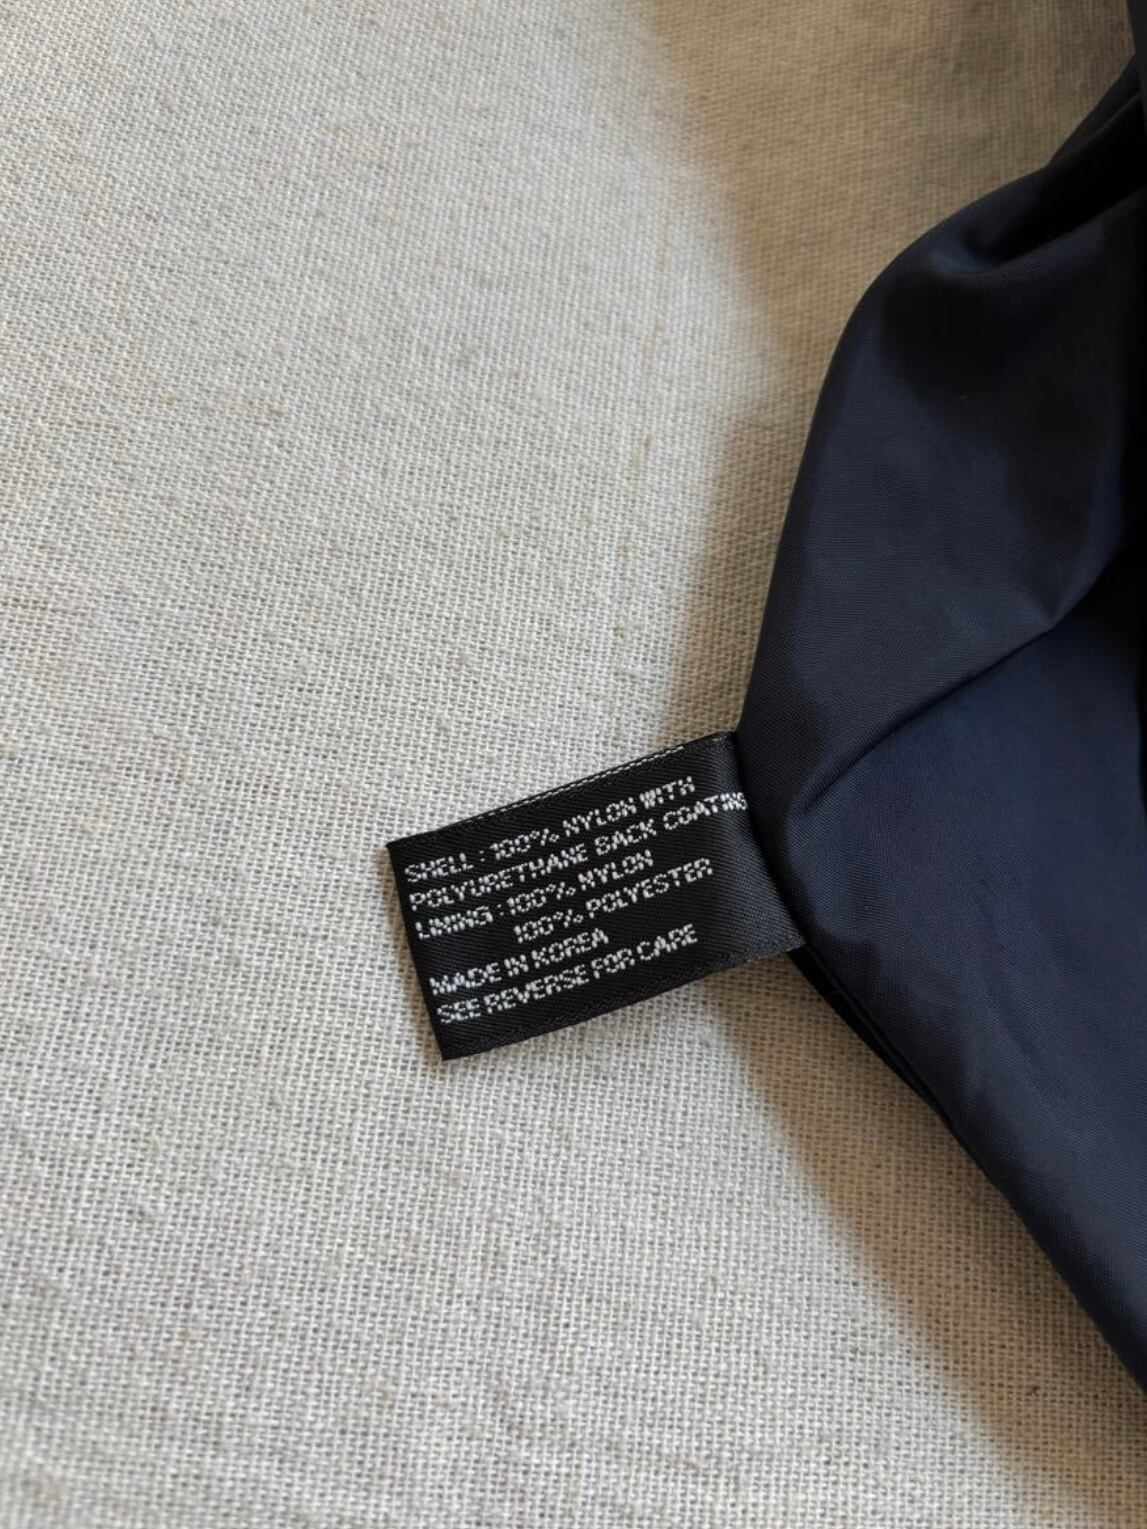 SHELL : 100% NYLON WITH
POLYURETHANE BACK COATING
LINING : 100% NYLON
100% POLYESTER
MADE IN KOREA
SEE REVERSE FOR CARE